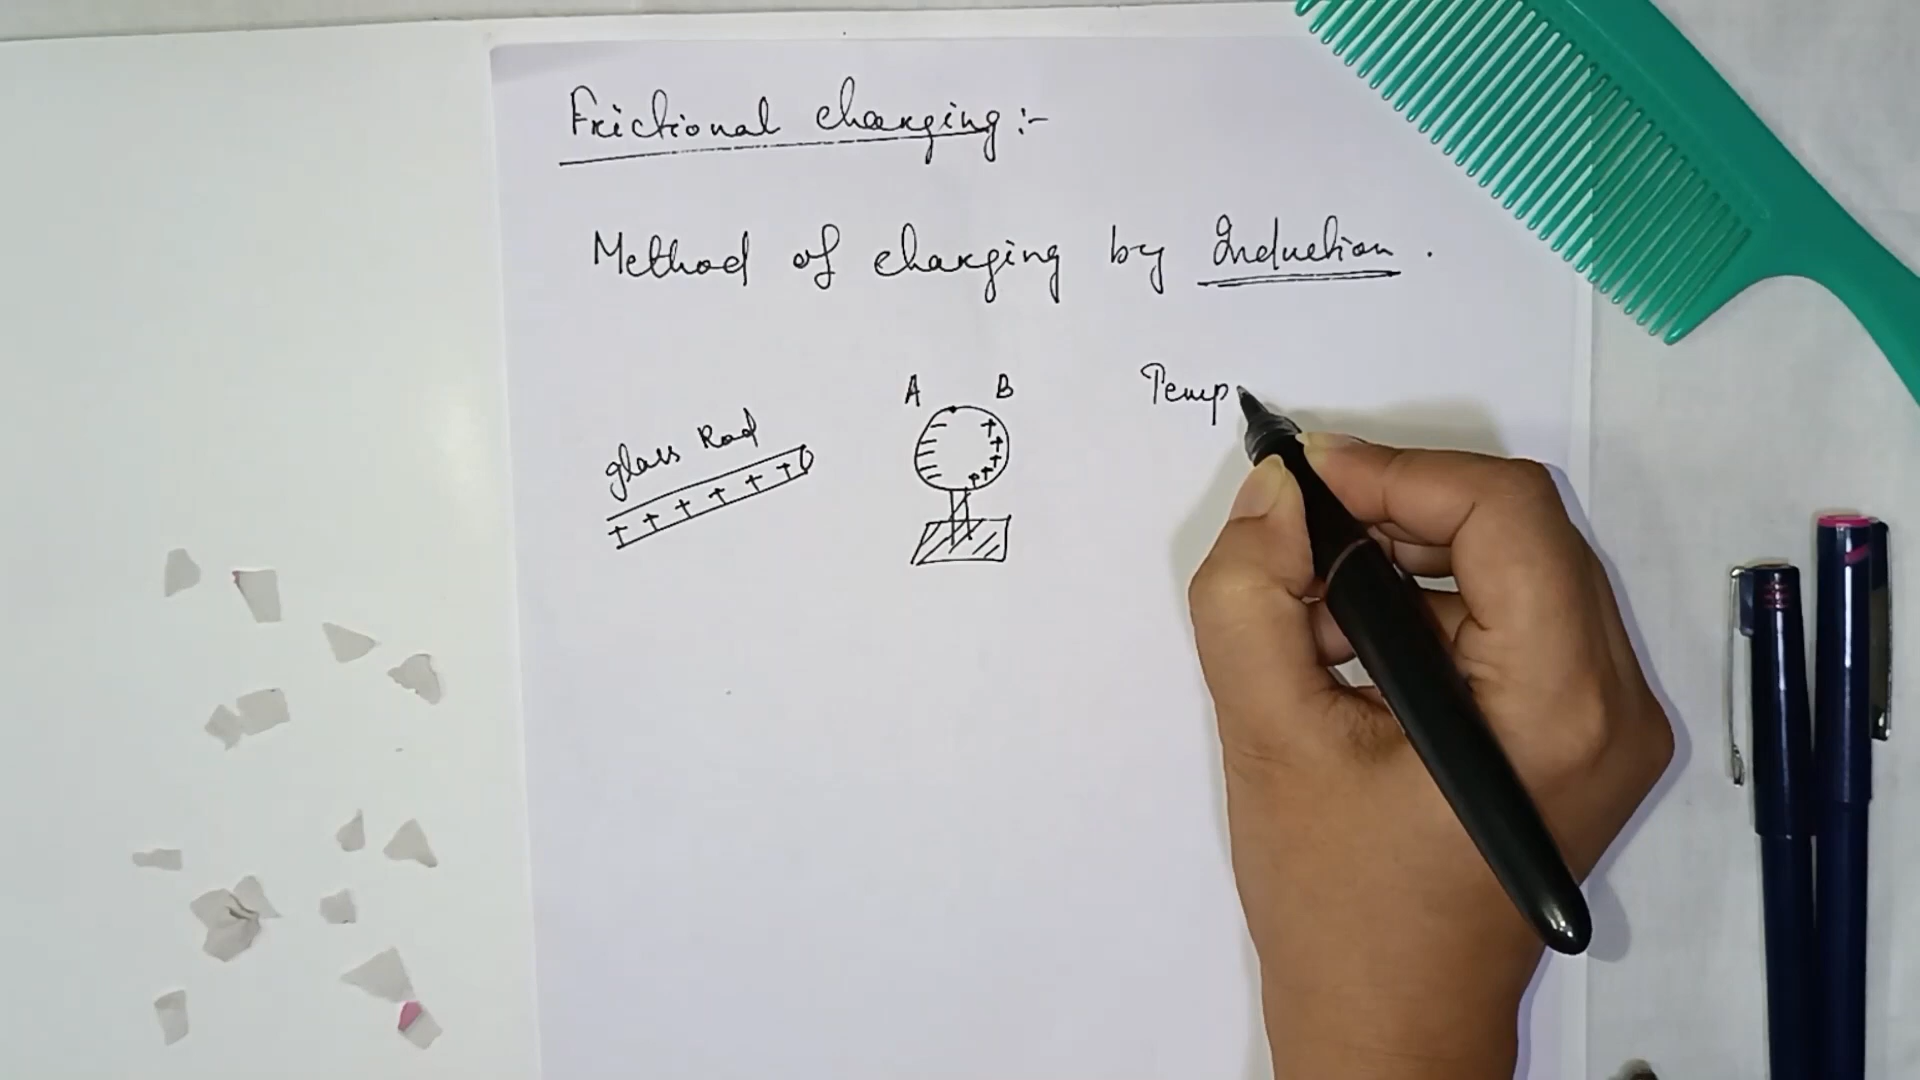 Frictional charging :-
Method of charging by Induction .
A B
Temp
glass Rod
+ + + + + +